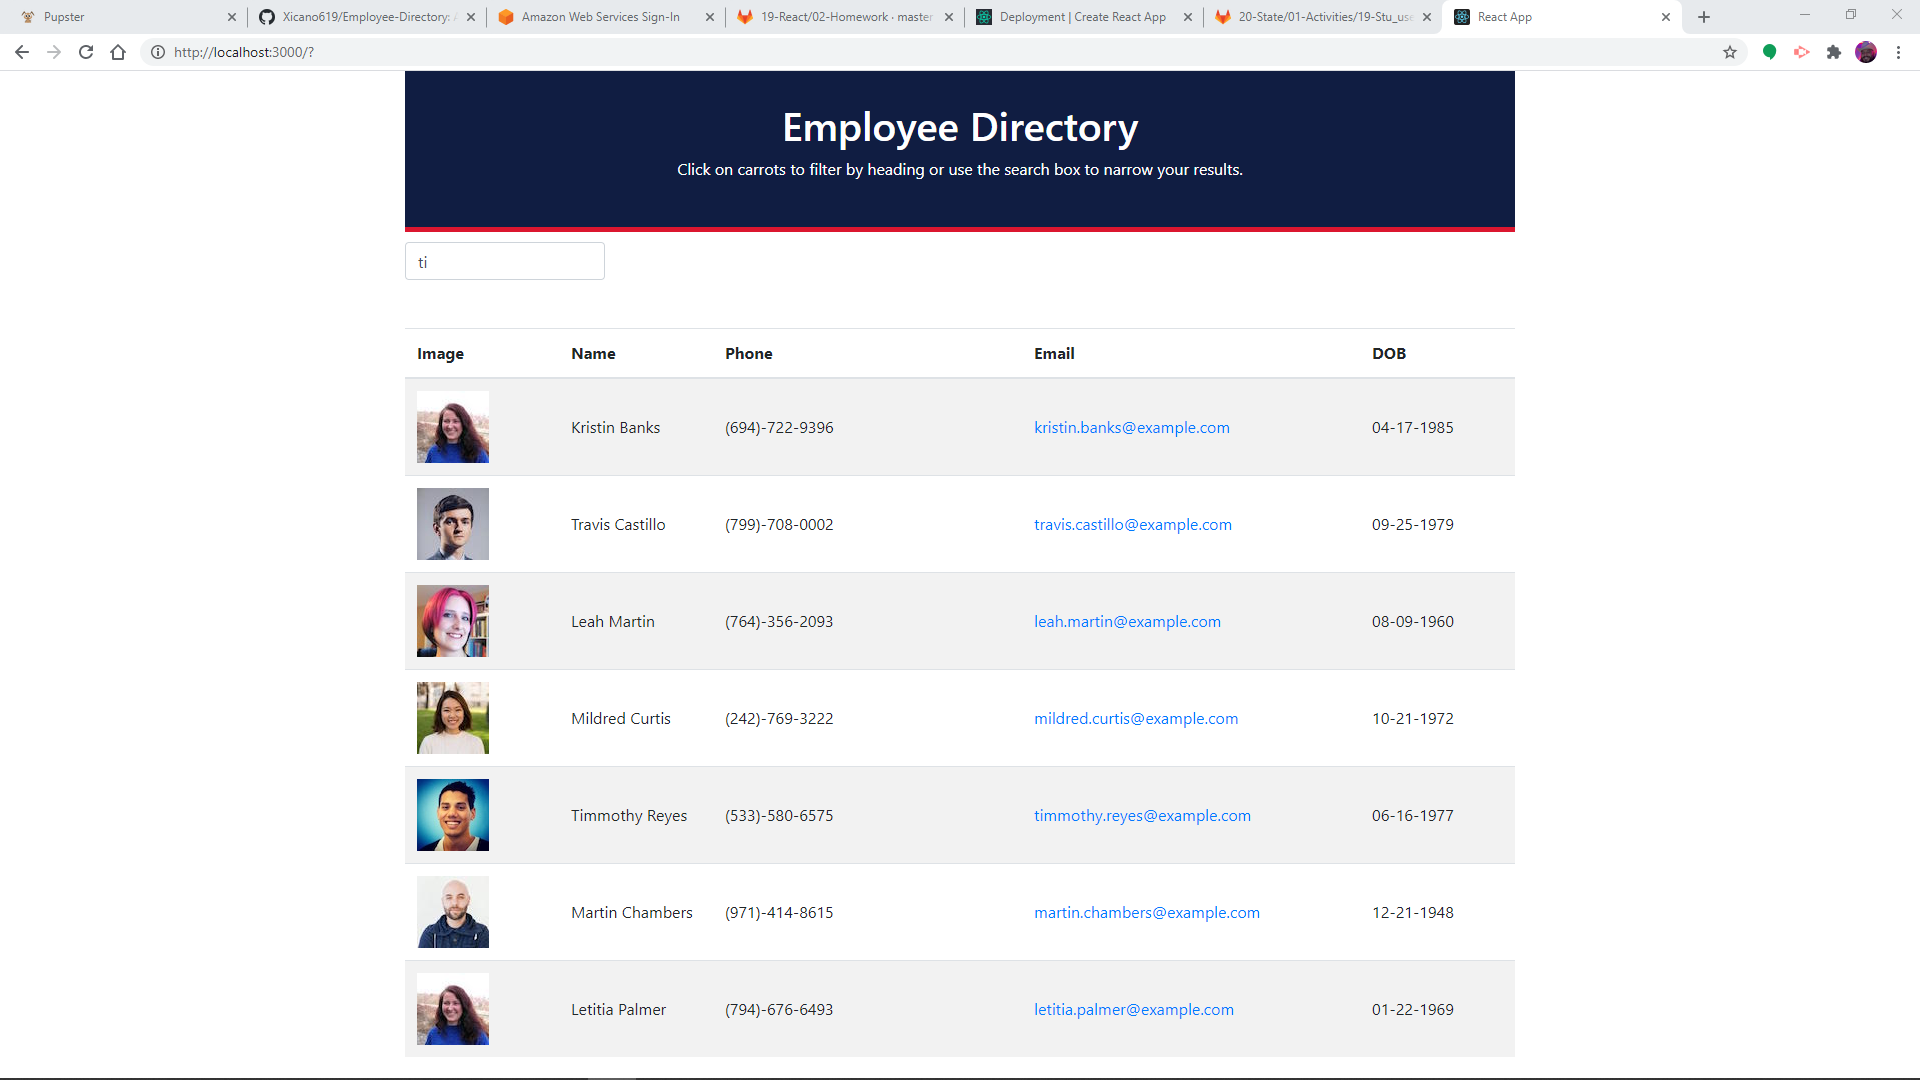 Pupster
Xicano619/Employee-Directory: A
Amazon Web Services Sign-In
19-React/02-Homework · master
Deployment | Create React App
20-State/01-Activities/19-Stu_use
React App
http://localhost:3000/?
Employee Directory
Click on carrots to filter by heading or use the search box to narrow your results.
ti
Image Name Phone Email DOB
Kristin Banks (694)-722-9396 kristin.banks@example.com 04-17-1985
Travis Castillo (799)-708-0002 travis.castillo@example.com 09-25-1979
Leah Martin (764)-356-2093 leah.martin@example.com 08-09-1960
Mildred Curtis (242)-769-3222 mildred.curtis@example.com 10-21-1972
Timmothy Reyes (533)-580-6575 timmothy.reyes@example.com 06-16-1977
Martin Chambers (971)-414-8615 martin.chambers@example.com 12-21-1948
Letitia Palmer (794)-676-6493 letitia.palmer@example.com 01-22-1969